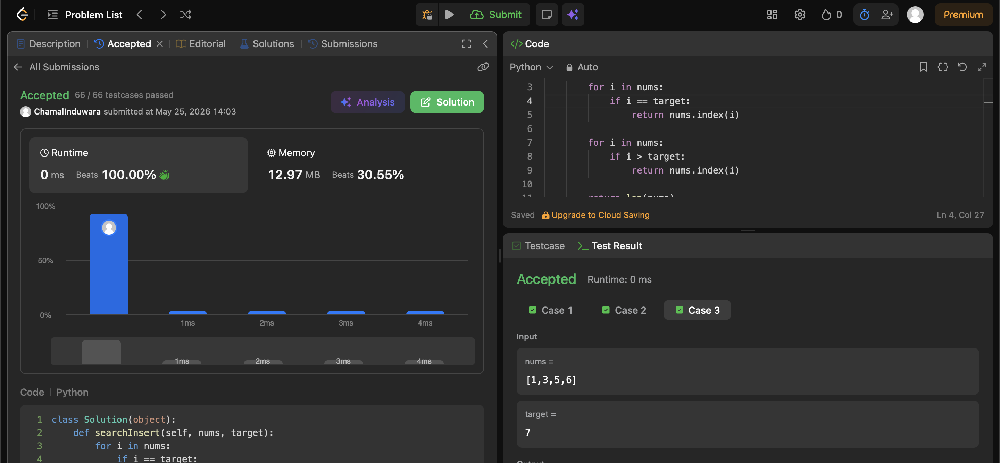 Problem List
Submit
0
Premium
Description
Accepted
Editorial
Solutions
Submissions
All Submissions
Accepted 66 / 66 testcases passed
ChamalInduwara submitted at May 25, 2026 14:03
Analysis
Solution
Runtime
0 ms Beats 100.00%
Memory
12.97 MB Beats 30.55%
100%
50%
0%
1ms 2ms 3ms 4ms
1ms 2ms 3ms 4ms
Code Python
1 class Solution(object):
2     def searchInsert(self, nums, target):
3         for i in nums:
4             if i == target:
</> Code
Python Auto
3         for i in nums:
4             if i == target:
5                 return nums.index(i)
6
7         for i in nums:
8             if i > target:
9                 return nums.index(i)
10
11         return len(nums)
Saved Upgrade to Cloud Saving Ln 4, Col 27
Testcase
>_ Test Result
Accepted Runtime: 0 ms
Case 1 Case 2 Case 3
Input
nums =
[1,3,5,6]
target =
7
Output